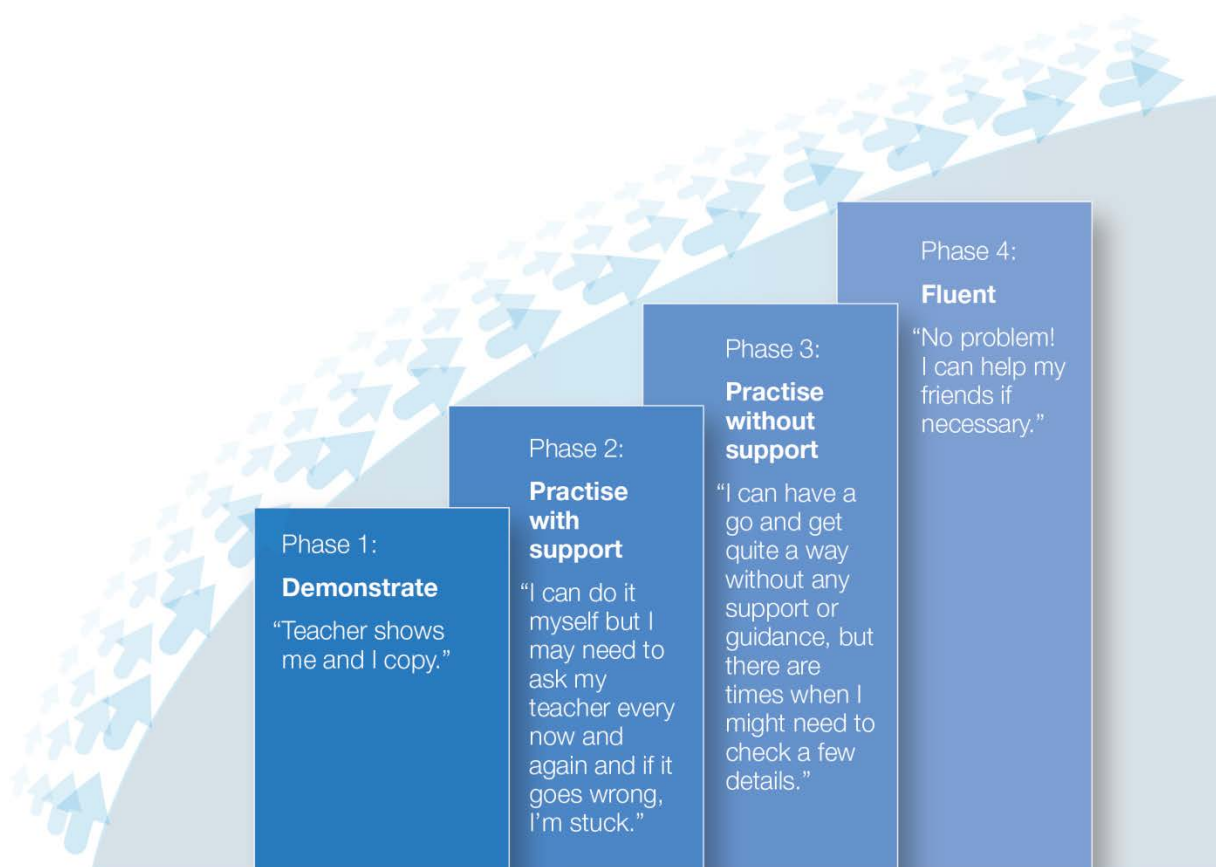 Phase 1:
Demonstrate
“Teacher shows
me and I copy.”
Phase 2:
Practise
with
support
“I can do it
myself but I
may need to
ask my
teacher every
now and
again and if it
goes wrong,
I’m stuck.”
Phase 3:
Practise
without
support
“I can have a
go and get
quite a way
without any
support or
guidance, but
there are
times when I
might need to
check a few
details.”
Phase 4:
Fluent
“No problem!
I can help my
friends if
necessary.”